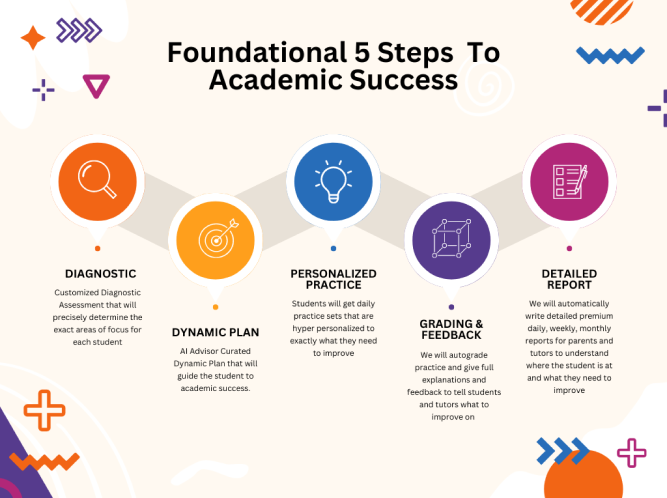 Foundational 5 Steps To
Academic Success
DIAGNOSTIC
Customized Diagnostic
Assessment that will
precisely determine the
exact areas of focus for
each student
DYNAMIC PLAN
AI Advisor Curated
Dynamic Plan that will
guide the student to
academic success.
PERSONALIZED
PRACTICE
Students will get daily
practice sets that are
hyper personalized to
exactly what they need
to improve
GRADING &
FEEDBACK
We will autograde
practice and give full
explanations and
feedback to tell students
and tutors what to
improve on
DETAILED
REPORT
We will automatically
write detailed premium
daily, weekly, monthly
reports for parents and
tutors to understand
where the student is at
and what they need to
improve